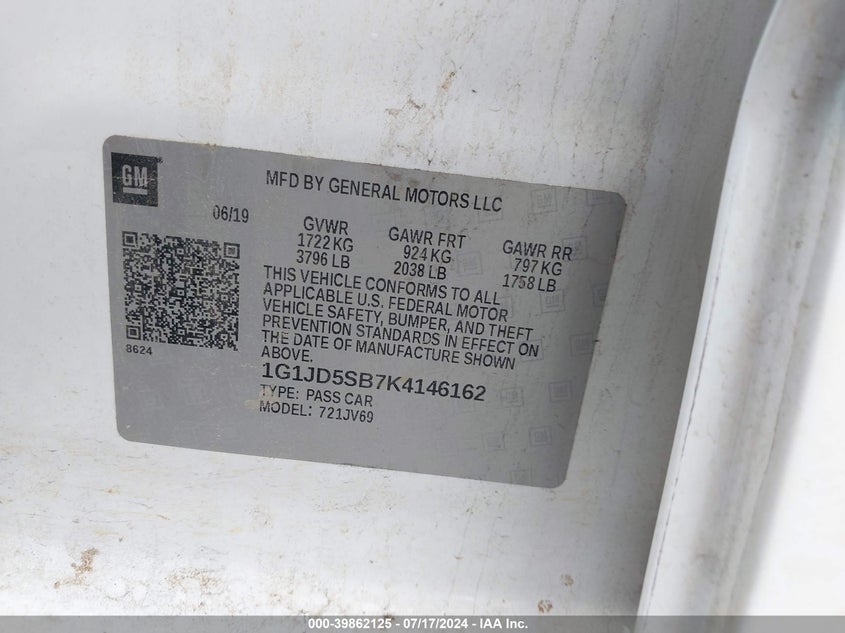 GM
MFD BY GENERAL MOTORS LLC
06/19
GVWR
1722 KG
3796 LB
GAWR FRT
924 KG
2038 LB
GAWR RR
797 KG
1758 LB
THIS VEHICLE CONFORMS TO ALL
APPLICABLE U.S. FEDERAL MOTOR
VEHICLE SAFETY, BUMPER, AND THEFT
PREVENTION STANDARDS IN EFFECT ON
THE DATE OF MANUFACTURE SHOWN
ABOVE.
8624
1G1JD5SB7K4146162
TYPE: PASS CAR
MODEL: 721JV69
000-39862125 - 07/17/2024 - IAA Inc.